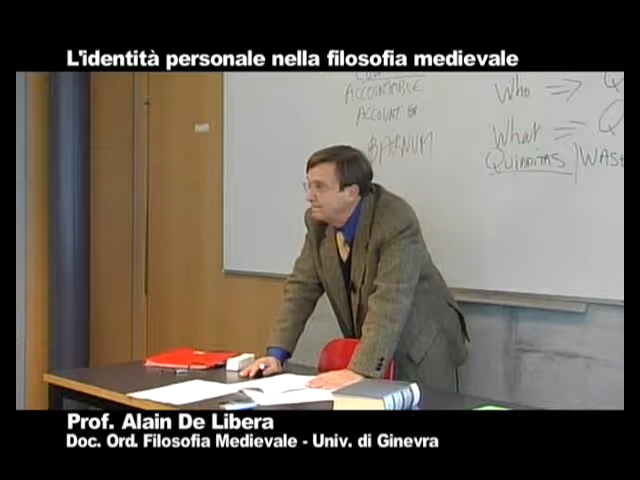 L'identità personale nella filosofia medievale
ACCOUNTABLE
ACCOUNT OF
WHO
WHAT
QUIDDITAS
Prof. Alain De Libera
Doc. Ord. Filosofia Medievale - Univ. di Ginevra